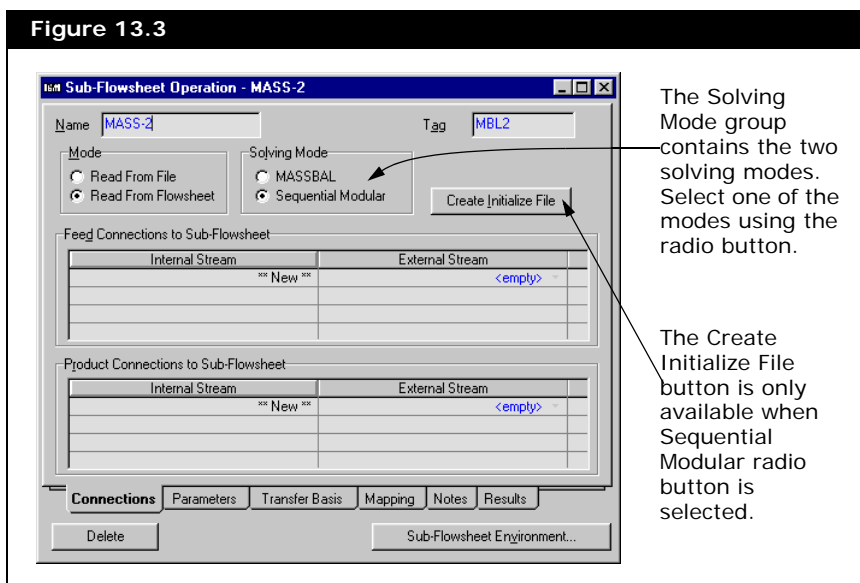 Figure 13.3
Sub-Flowsheet Operation - MASS-2
Name MASS-2 Tag MBL2
Mode Solving Mode
Read From File MASSBAL
Read From Flowsheet Sequential Modular
Create Initialize File
Feed Connections to Sub-Flowsheet
Internal Stream External Stream
** New ** <empty>
Product Connections to Sub-Flowsheet
Internal Stream External Stream
** New ** <empty>
Connections Parameters Transfer Basis Mapping Notes Results
Delete Sub-Flowsheet Environment...
The Solving
Mode group
contains the two
solving modes.
Select one of the
modes using the
radio button.
The Create
Initialize File
button is only
available when
Sequential
Modular radio
button is
selected.